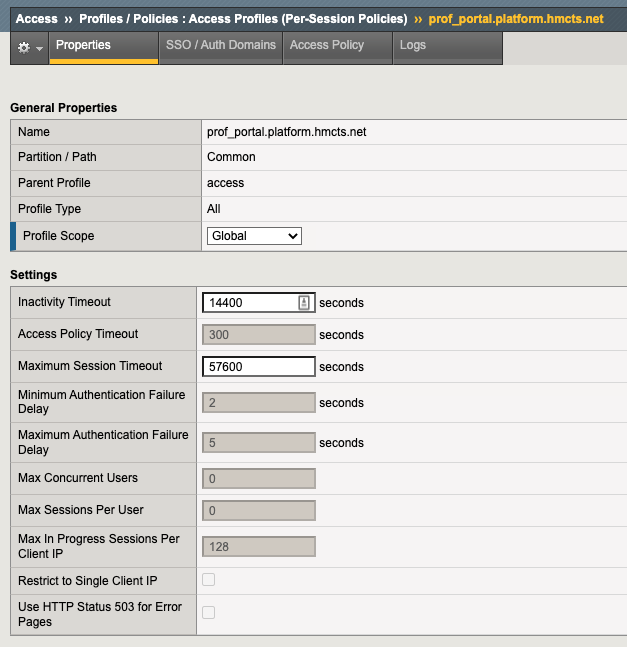 Access ›› Profiles / Policies : Access Profiles (Per-Session Policies) ›› prof_portal.platform.hmcts.net
Properties SSO / Auth Domains Access Policy Logs
General Properties
Name prof_portal.platform.hmcts.net
Partition / Path Common
Parent Profile access
Profile Type All
Profile Scope Global
Settings
Inactivity Timeout 14400 seconds
Access Policy Timeout 300 seconds
Maximum Session Timeout 57600 seconds
Minimum Authentication Failure
Delay 2 seconds
Maximum Authentication Failure
Delay 5 seconds
Max Concurrent Users 0
Max Sessions Per User 0
Max In Progress Sessions Per
Client IP 128
Restrict to Single Client IP
Use HTTP Status 503 for Error
Pages